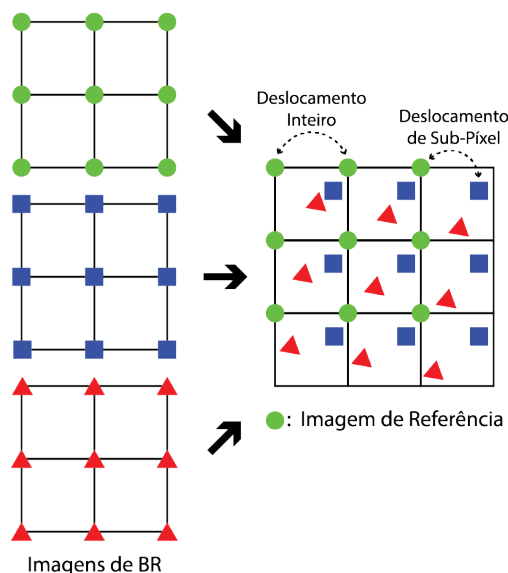 Deslocamento
Inteiro
Deslocamento
de Sub-Píxel
: Imagem de Referência
Imagens de BR